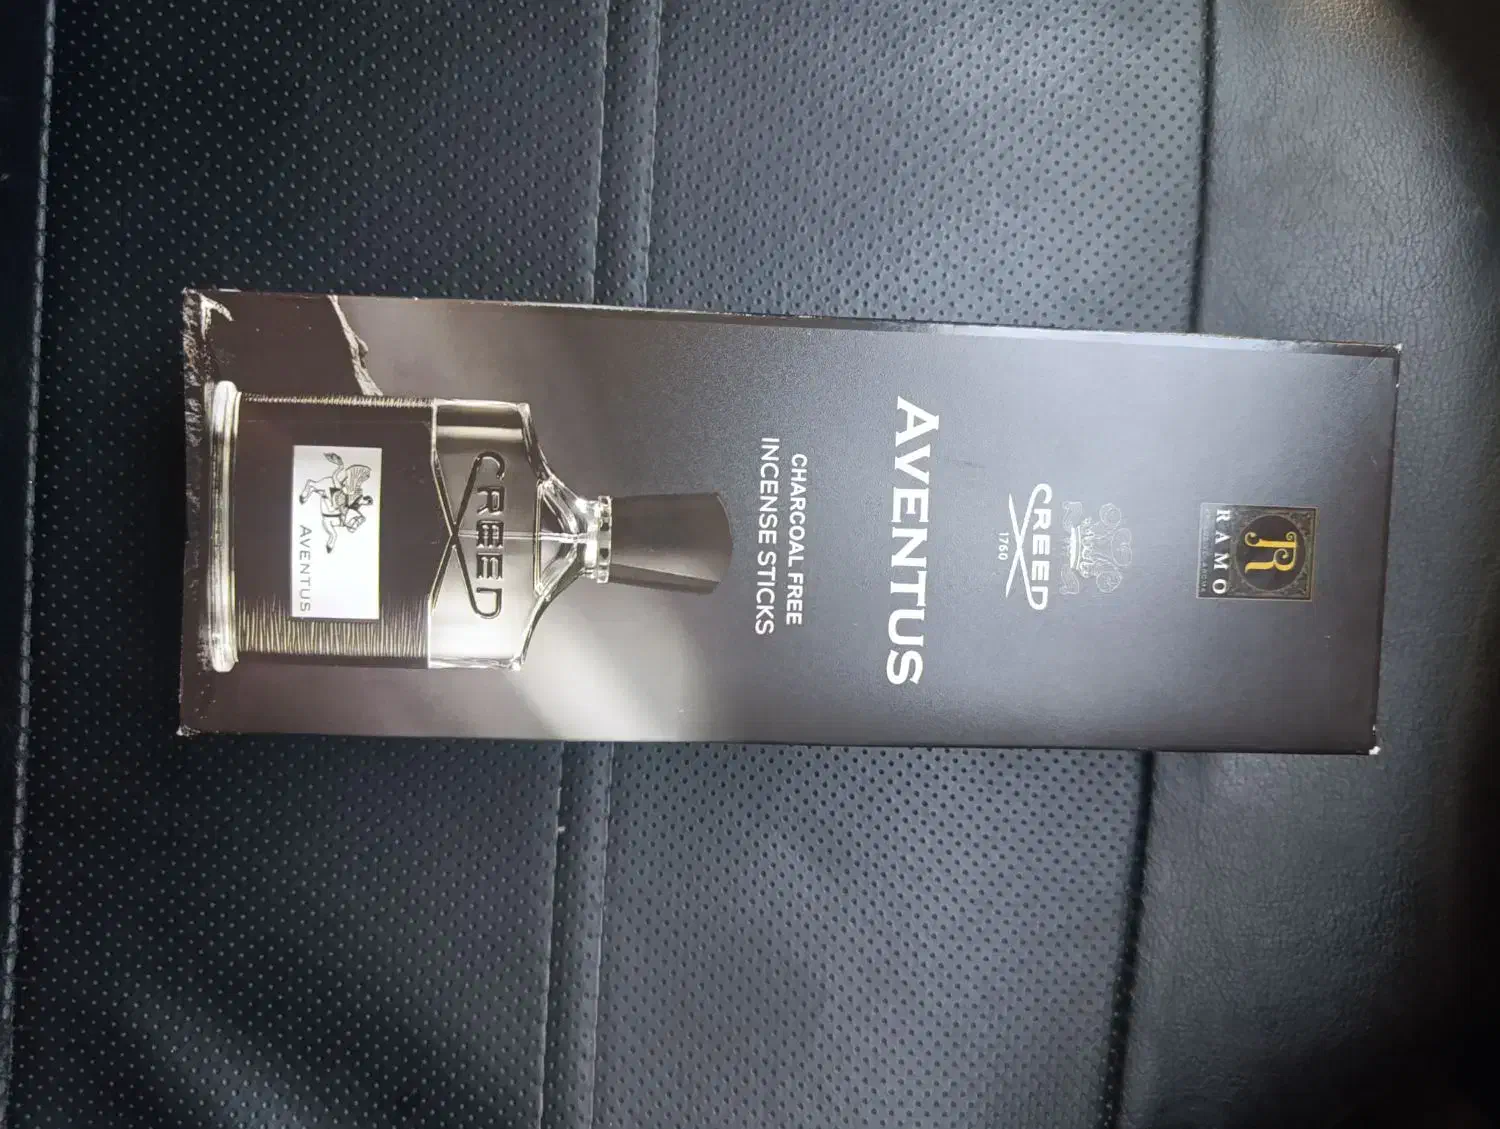 R
RAMO
CREED
1760
AVENTUS
CHARCOAL FREE
INCENSE STICKS
CREED
AVENTUS